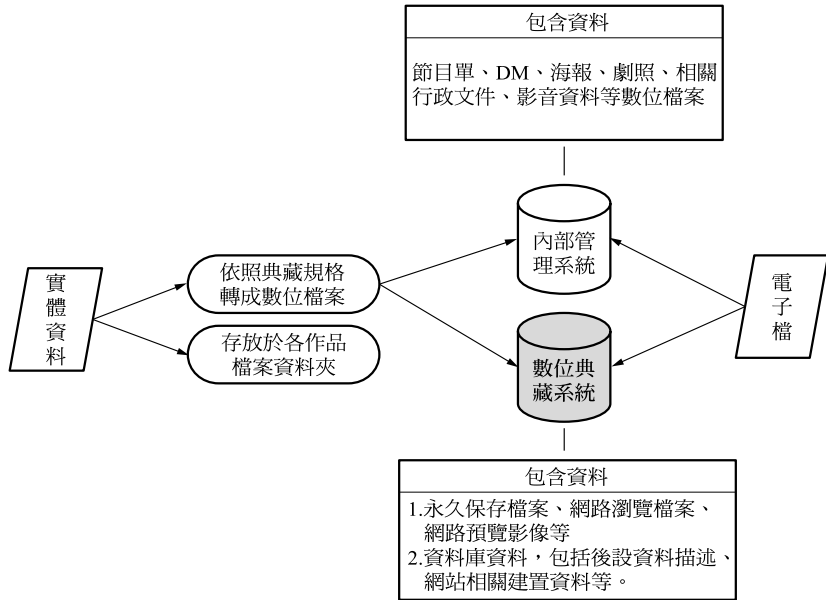 包含資料
節目單、DM、海報、劇照、相關
行政文件、影音資料等數位檔案
內部管
理系統
實體資料
依照典藏規格
轉成數位檔案
存放於各作品
檔案資料夾
電子檔
數位典
藏系統
包含資料
1.永久保存檔案、網路瀏覽檔案、
網路預覽影像等
2.資料庫資料，包括後設資料描述、
網站相關建置資料等。